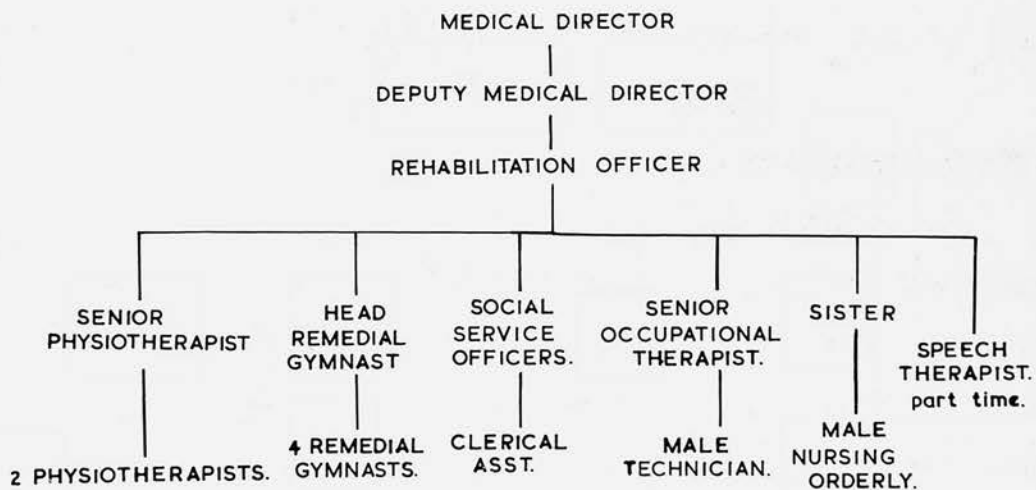 MEDICAL DIRECTOR
DEPUTY MEDICAL DIRECTOR
REHABILITATION OFFICER
SENIOR
PHYSIOTHERAPIST
HEAD
REMEDIAL
GYMNAST
SOCIAL
SERVICE
OFFICERS.
SENIOR
OCCUPATIONAL
THERAPIST.
SISTER
SPEECH
THERAPIST.
part time.
2 PHYSIOTHERAPISTS.
4 REMEDIAL
GYMNASTS.
CLERICAL
ASST.
MALE
TECHNICIAN.
MALE
NURSING
ORDERLY.